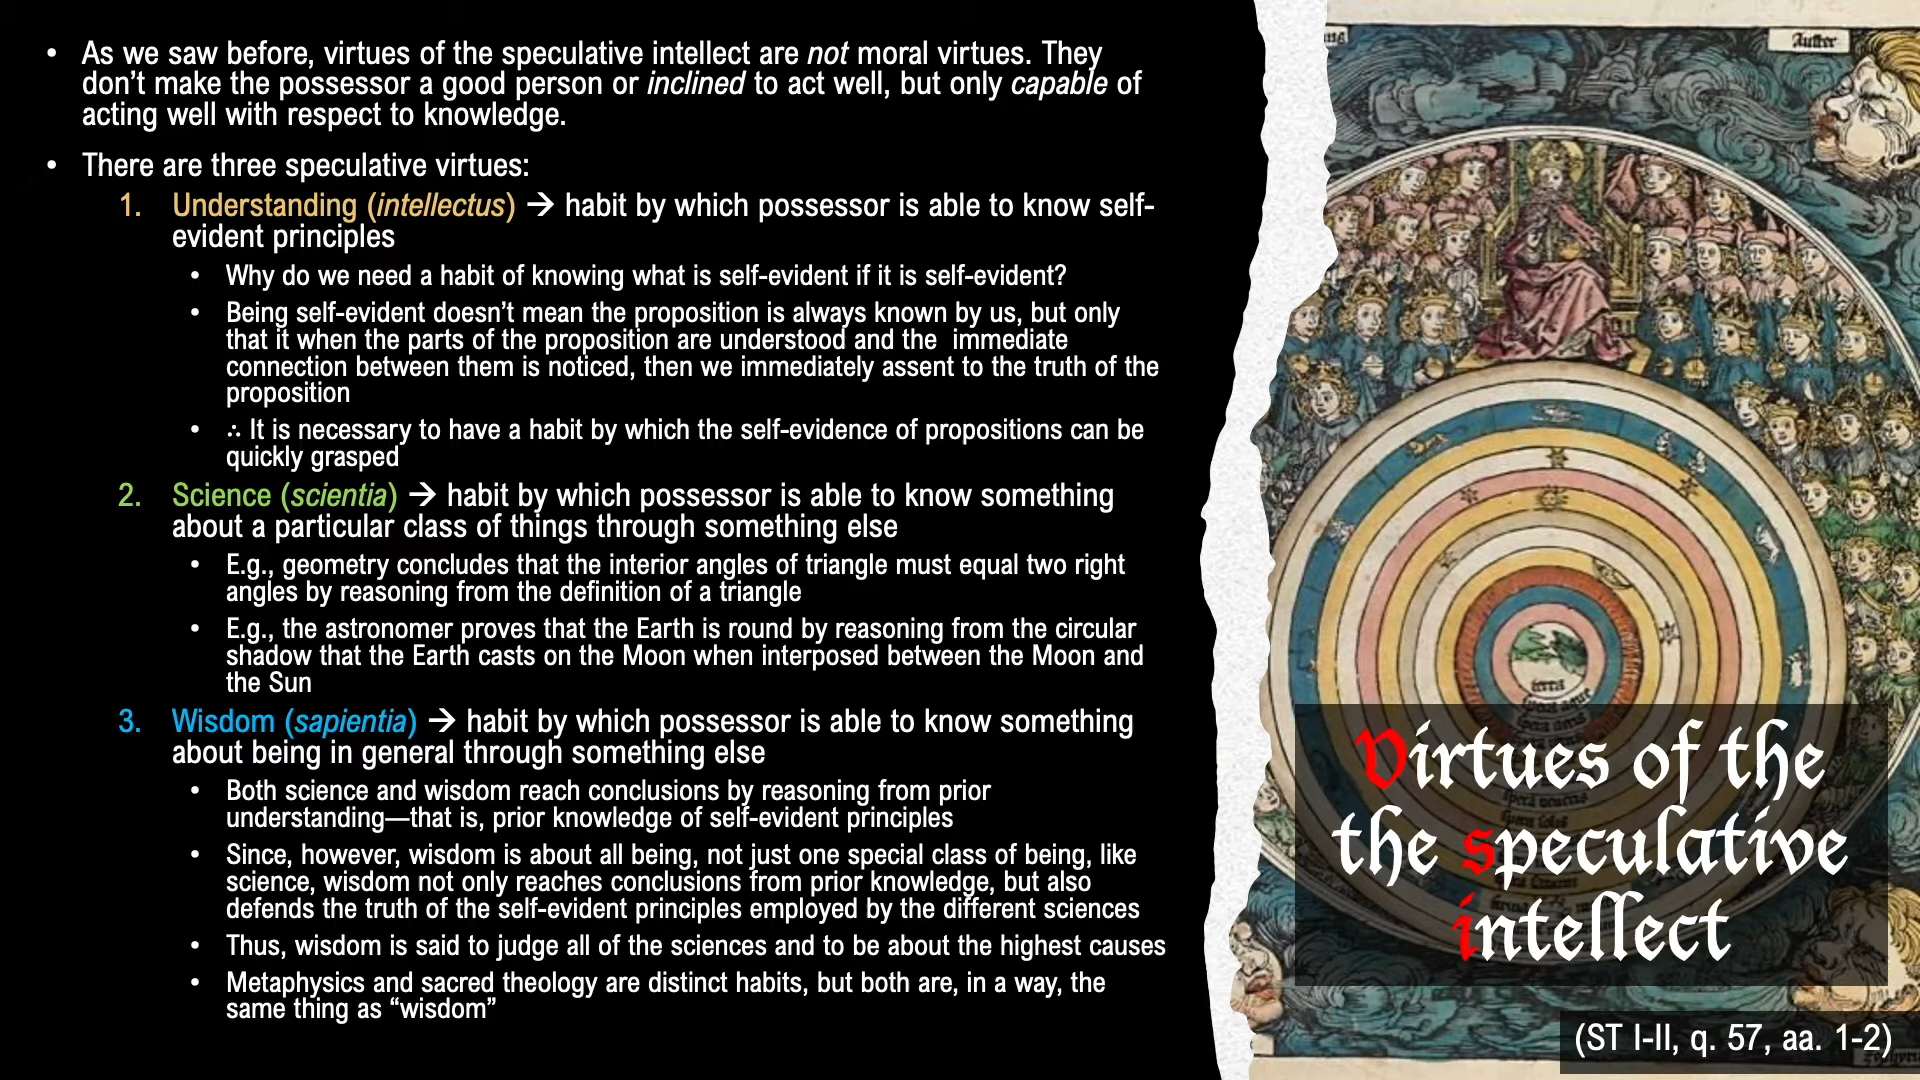 • As we saw before, virtues of the speculative intellect are not moral virtues. They
don’t make the possessor a good person or inclined to act well, but only capable of
acting well with respect to knowledge.
• There are three speculative virtues:
1. Understanding (intellectus) → habit by which possessor is able to know self-
evident principles
• Why do we need a habit of knowing what is self-evident if it is self-evident?
• Being self-evident doesn’t mean the proposition is always known by us, but only
that it when the parts of the proposition are understood and the  immediate
connection between them is noticed, then we immediately assent to the truth of the
proposition
• ∴ It is necessary to have a habit by which the self-evidence of propositions can be
quickly grasped
2. Science (scientia) → habit by which possessor is able to know something
about a particular class of things through something else
• E.g., geometry concludes that the interior angles of triangle must equal two right
angles by reasoning from the definition of a triangle
• E.g., the astronomer proves that the Earth is round by reasoning from the circular
shadow that the Earth casts on the Moon when interposed between the Moon and
the Sun
3. Wisdom (sapientia) → habit by which possessor is able to know something
about being in general through something else
• Both science and wisdom reach conclusions by reasoning from prior
understanding—that is, prior knowledge of self-evident principles
• Since, however, wisdom is about all being, not just one special class of being, like
science, wisdom not only reaches conclusions from prior knowledge, but also
defends the truth of the self-evident principles employed by the different sciences
• Thus, wisdom is said to judge all of the sciences and to be about the highest causes
• Metaphysics and sacred theology are distinct habits, but both are, in a way, the
same thing as “wisdom”
Auster
terra
Virtues of the
the speculative
intellect
(ST I-II, q. 57, aa. 1-2)